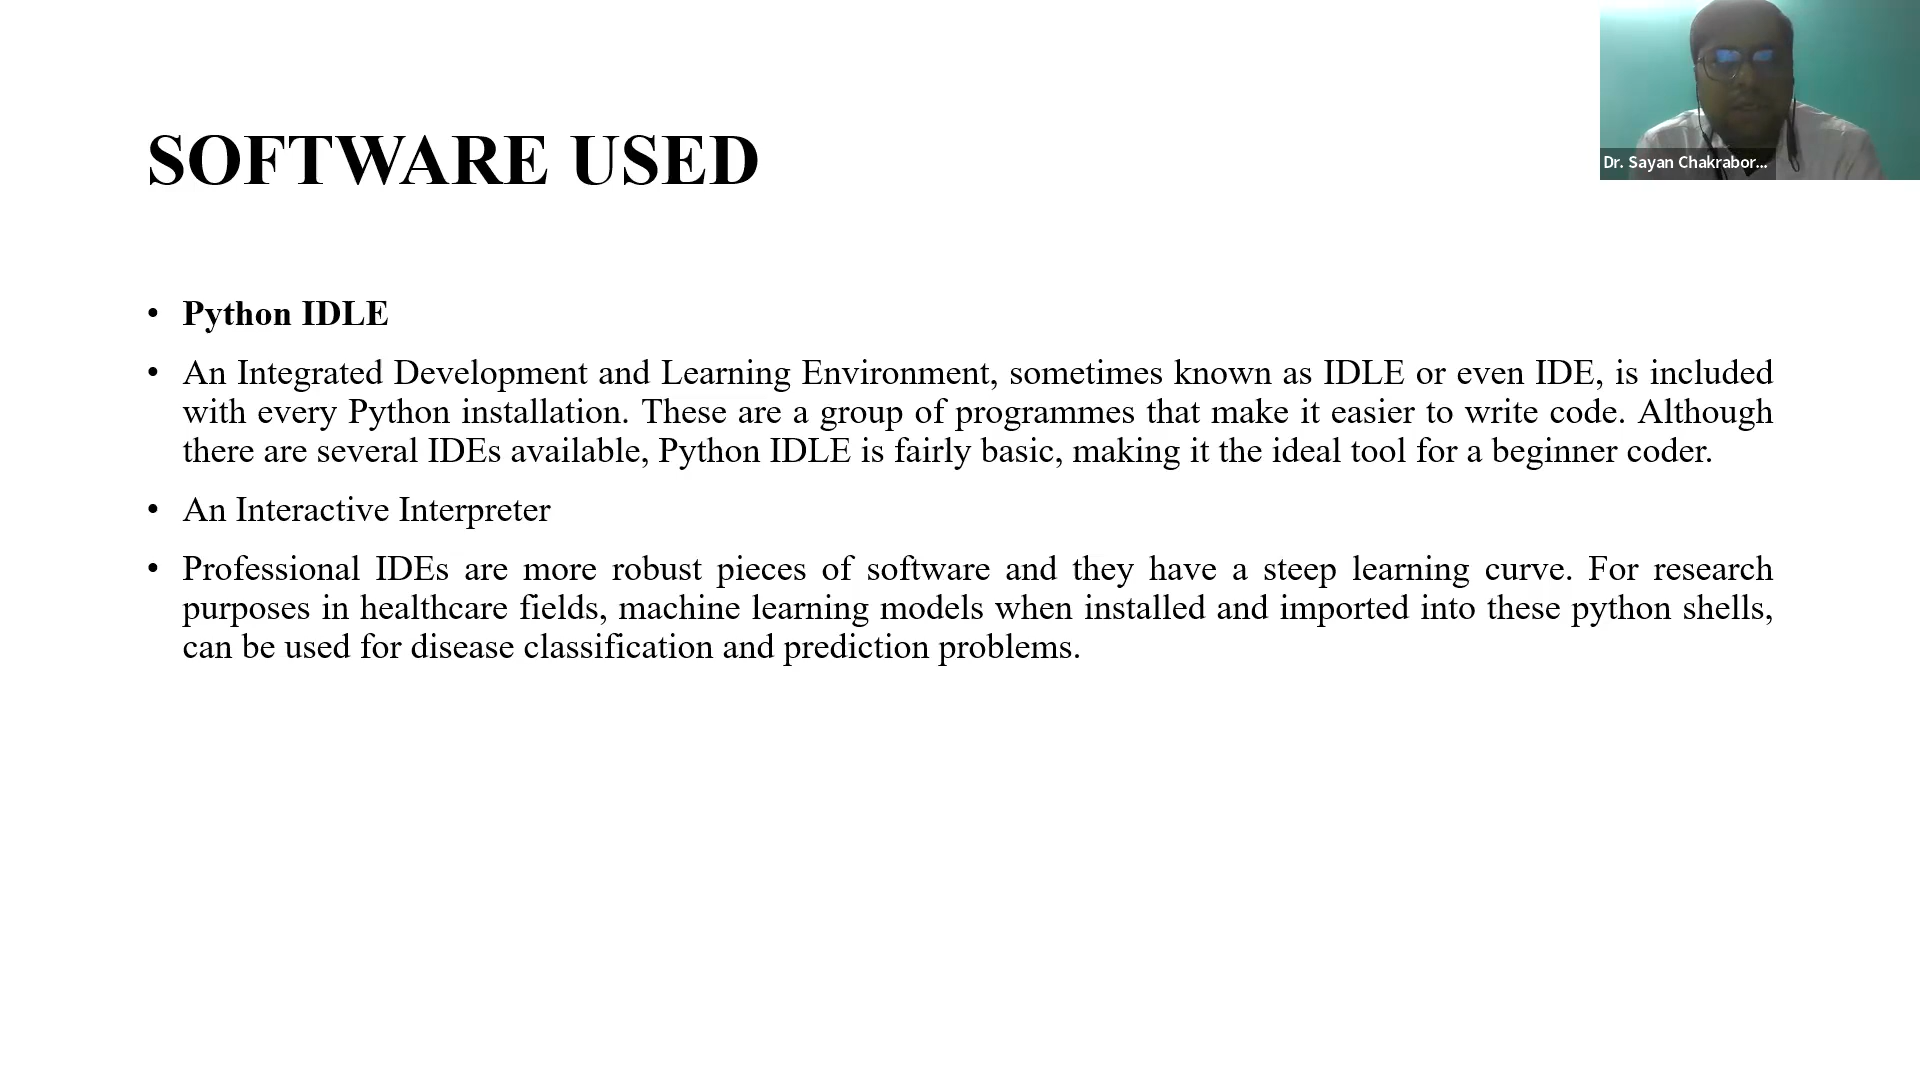 Dr. Sayan Chakrabor...
SOFTWARE USED
• Python IDLE
• An Integrated Development and Learning Environment, sometimes known as IDLE or even IDE, is included
with every Python installation. These are a group of programmes that make it easier to write code. Although
there are several IDEs available, Python IDLE is fairly basic, making it the ideal tool for a beginner coder.
• An Interactive Interpreter
• Professional IDEs are more robust pieces of software and they have a steep learning curve. For research
purposes in healthcare fields, machine learning models when installed and imported into these python shells,
can be used for disease classification and prediction problems.